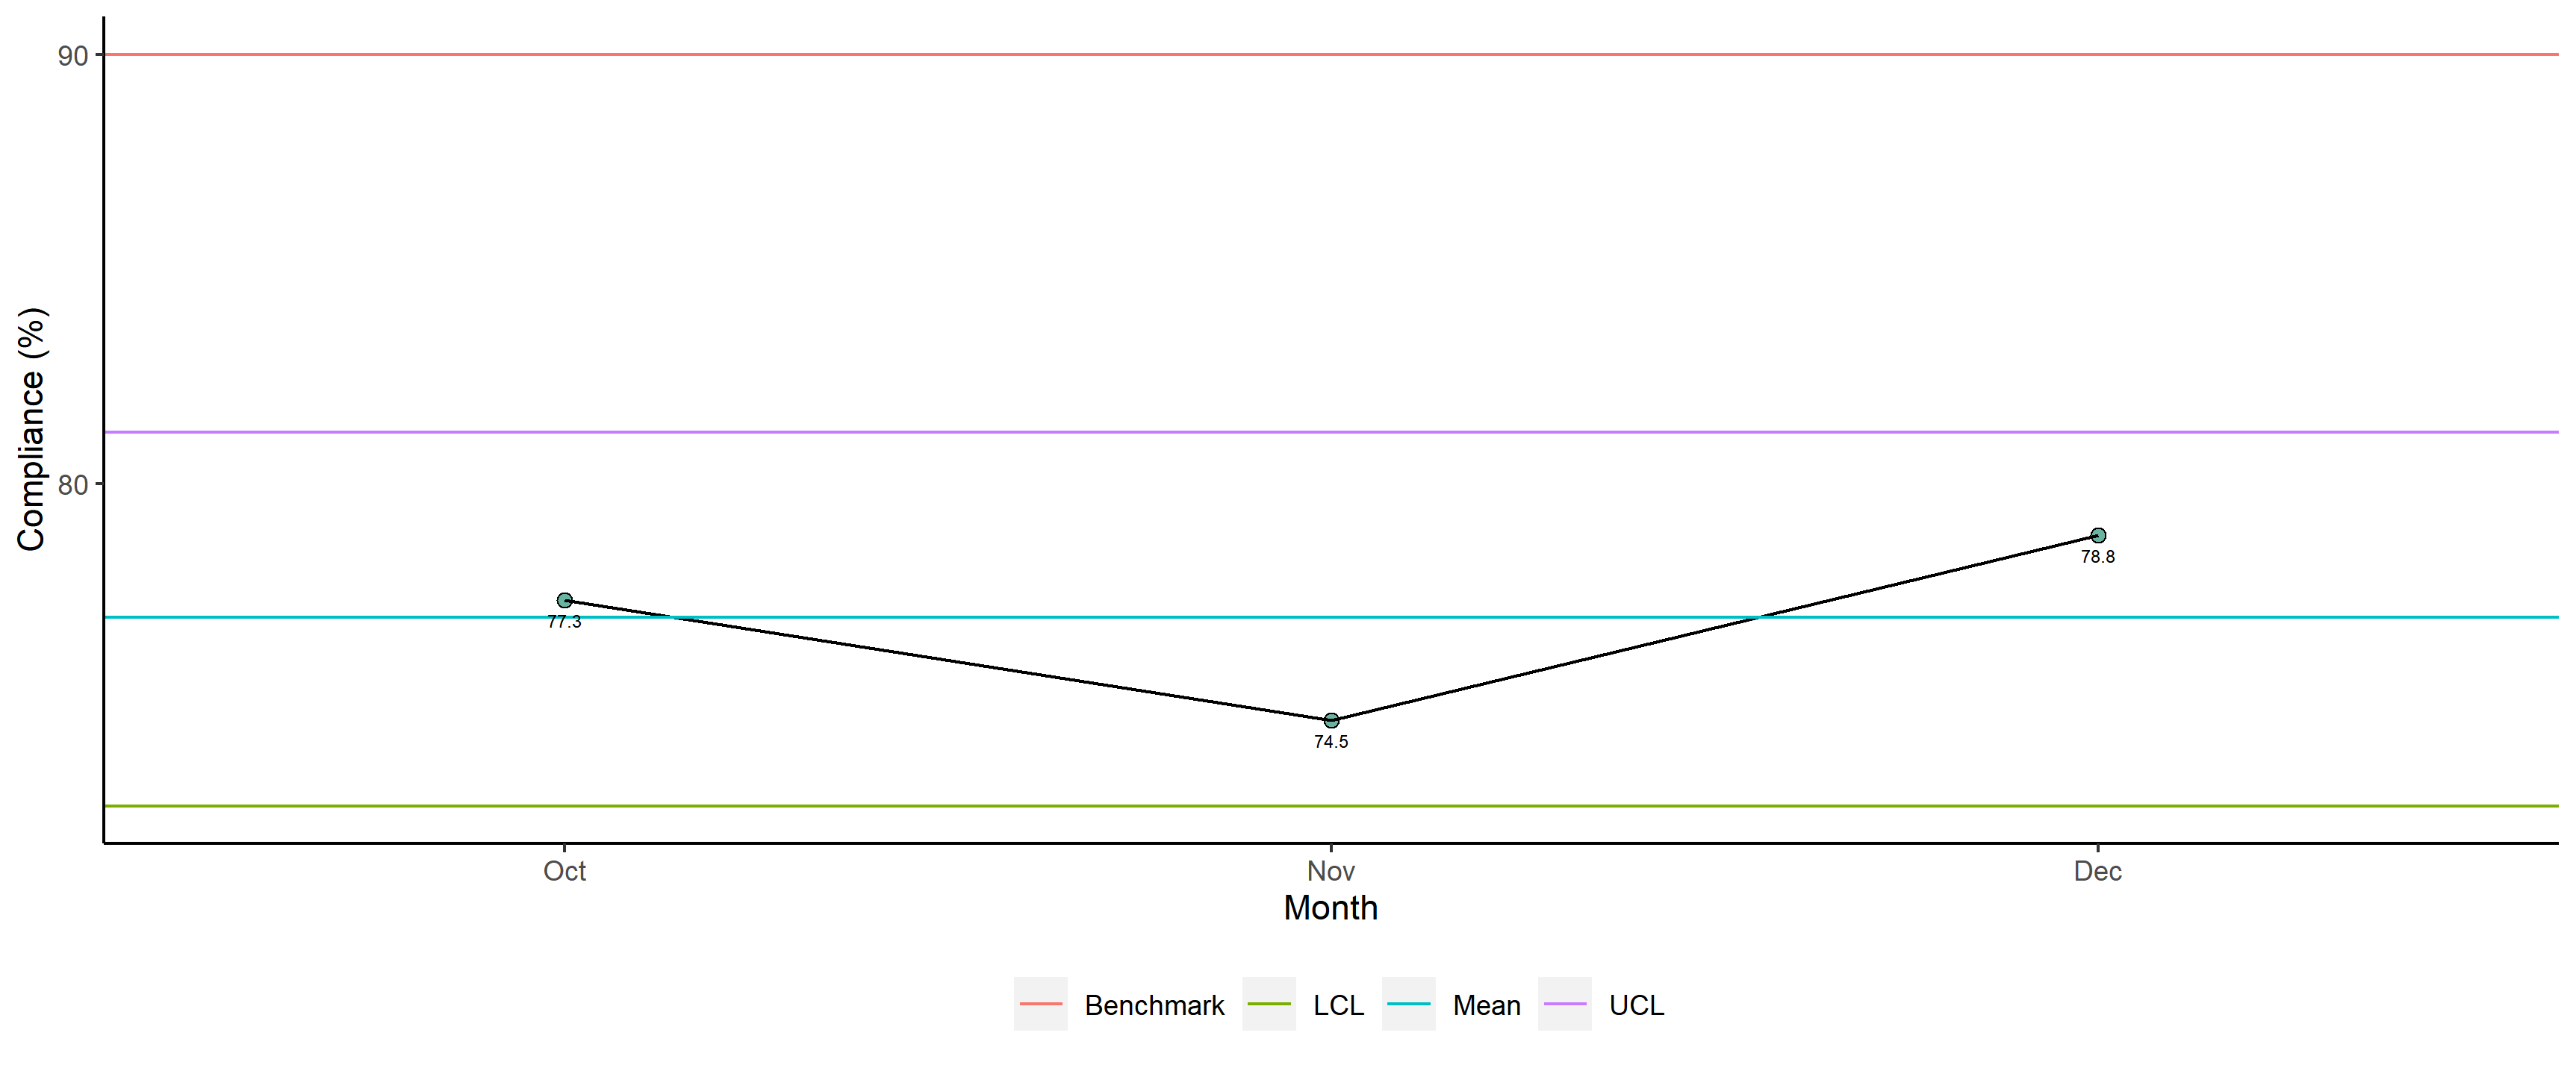 90
80
Compliance (%)
77.3
74.5
78.8
Oct Nov Dec
Month
Benchmark LCL Mean UCL